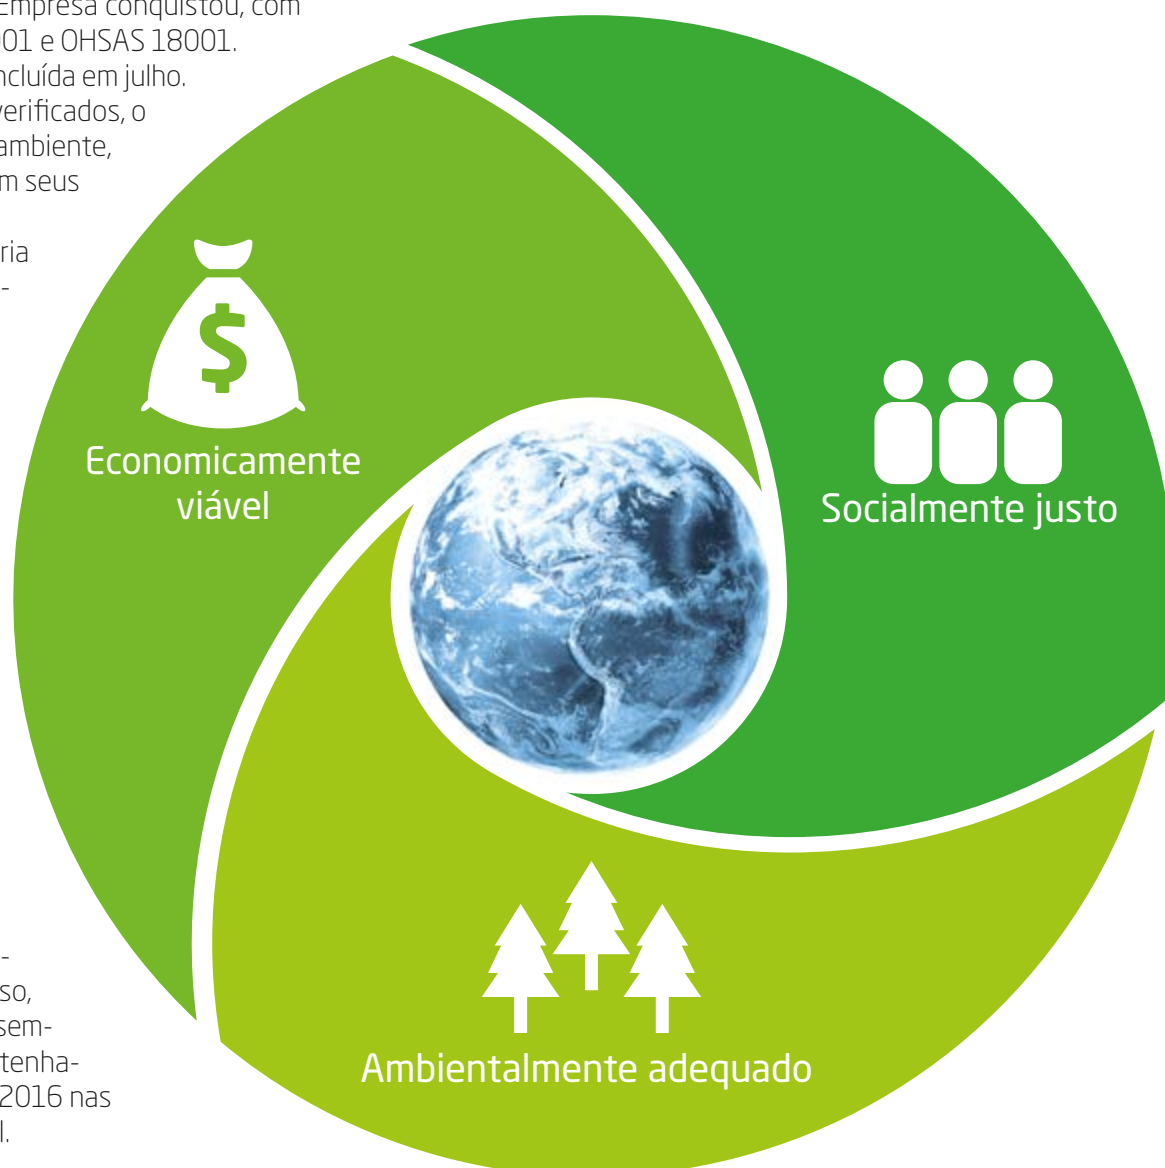 Empresa conquistou, com
001 e OHSAS 18001.
ncluída em julho.
verificados, o
ambiente,
m seus
ria
-
$
Economicamente
viável
Socialmente justo
Ambientalmente adequado
-
so,
sem-
tenha-
2016 nas
l.